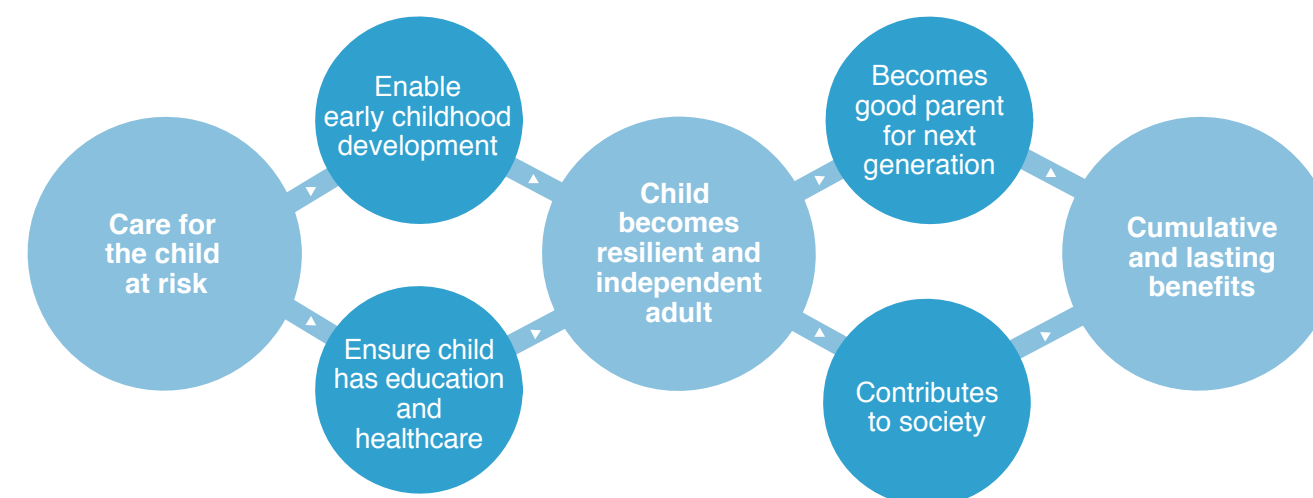 Care for
the child
at risk
Enable
early childhood
development
Ensure child
has education
and
healthcare
Child
becomes
resilient and
independent
adult
Becomes
good parent
for next
generation
Contributes
to society
Cumulative
and lasting
benefits